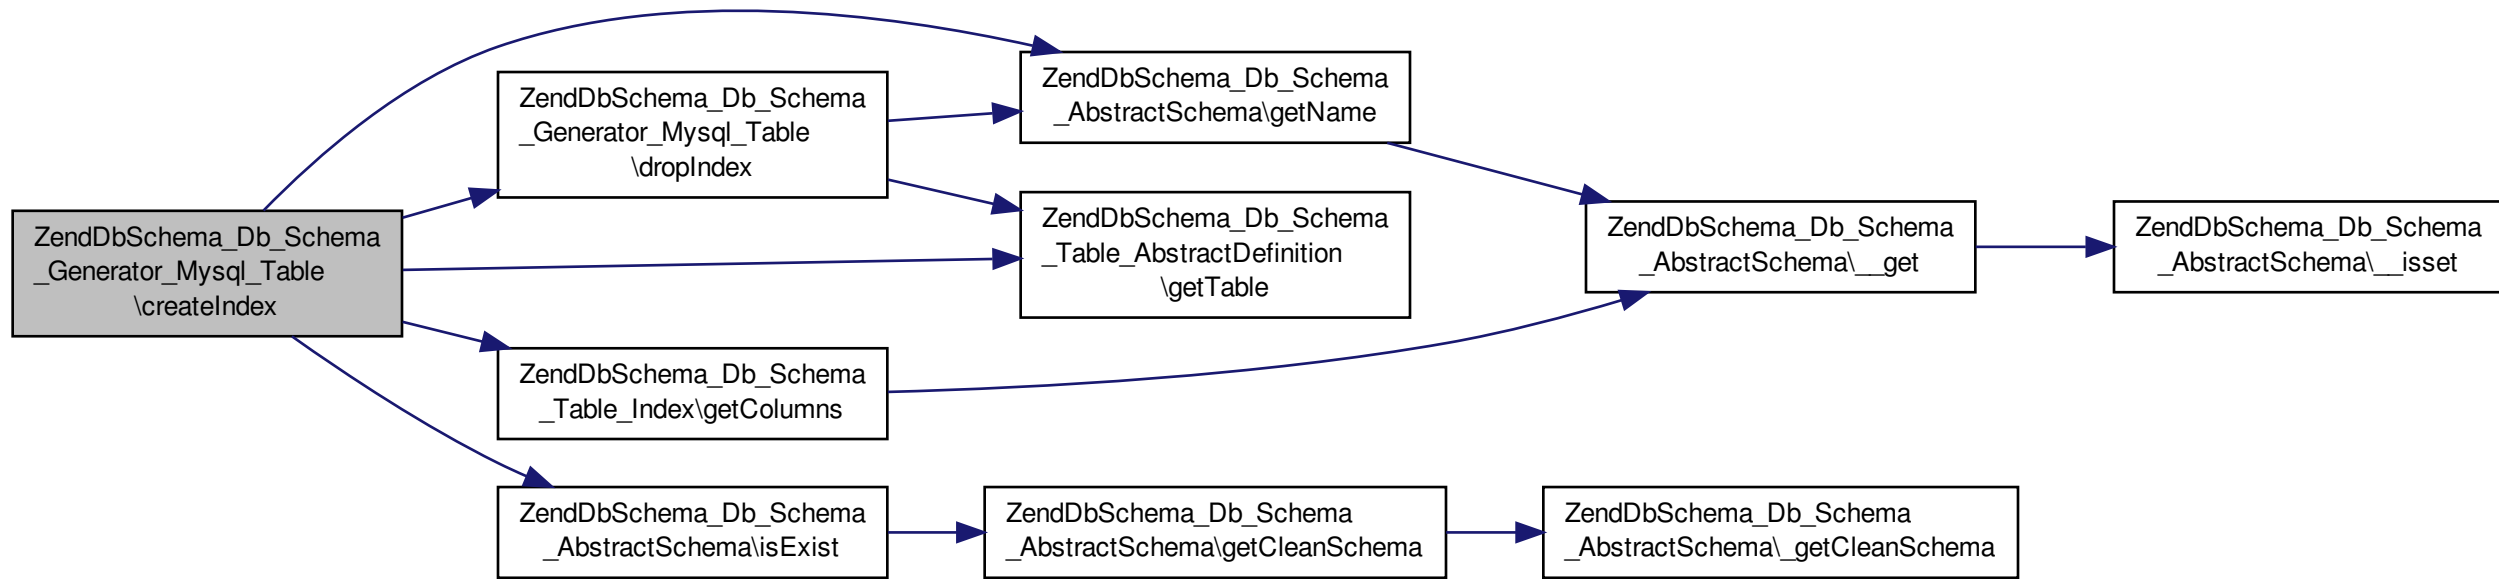 ZendDbSchema_Db_Schema
_Generator_Mysql_Table
\createIndex
ZendDbSchema_Db_Schema
_Generator_Mysql_Table
\dropIndex
ZendDbSchema_Db_Schema
_AbstractSchema\getName
ZendDbSchema_Db_Schema
_Table_AbstractDefinition
\getTable
ZendDbSchema_Db_Schema
_Table_Index\getColumns
ZendDbSchema_Db_Schema
_AbstractSchema\__get
ZendDbSchema_Db_Schema
_AbstractSchema\__isset
ZendDbSchema_Db_Schema
_AbstractSchema\isExist
ZendDbSchema_Db_Schema
_AbstractSchema\getCleanSchema
ZendDbSchema_Db_Schema
_AbstractSchema\_getCleanSchema